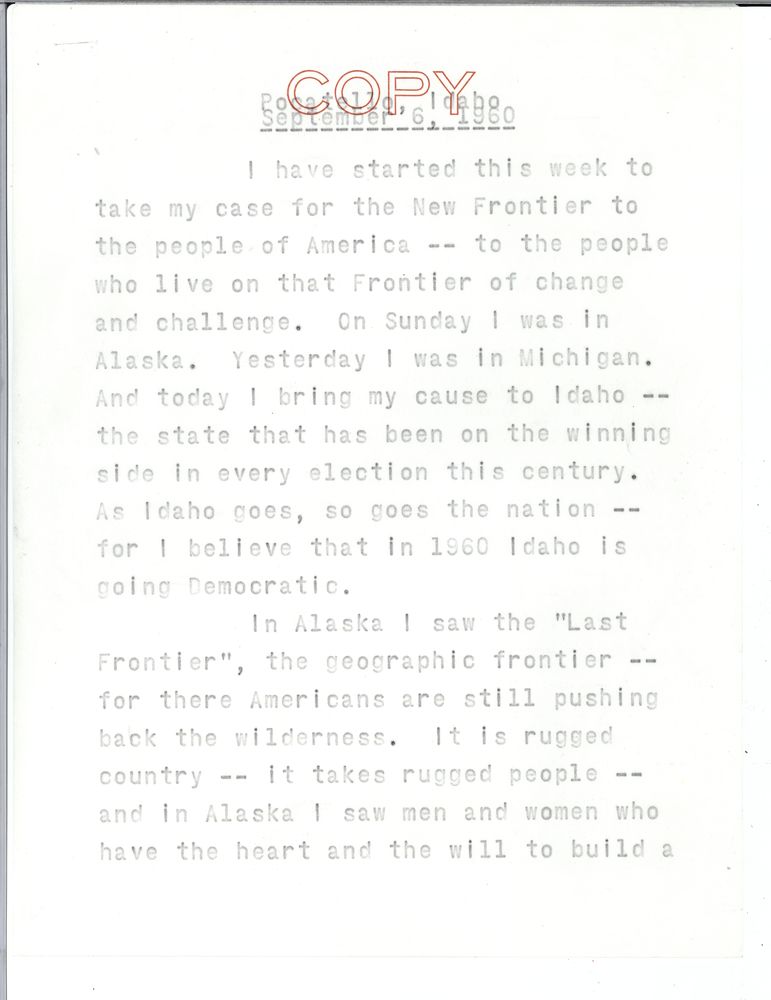 COPY
Pocatello, Idaho
September 6, 1960
I have started this week to
take my case for the New Frontier to
the people of America -- to the people
who live on that Frontier of change
and challenge.  On Sunday I was in
Alaska.  Yesterday I was in Michigan.
And today I bring my cause to Idaho --
the state that has been on the winning
side in every election this century.
As Idaho goes, so goes the nation --
for I believe that in 1960 Idaho is
going Democratic.
In Alaska I saw the "Last
Frontier", the geographic frontier --
for there Americans are still pushing
back the wilderness.  It is rugged
country -- it takes rugged people --
and in Alaska I saw men and women who
have the heart and the will to build a